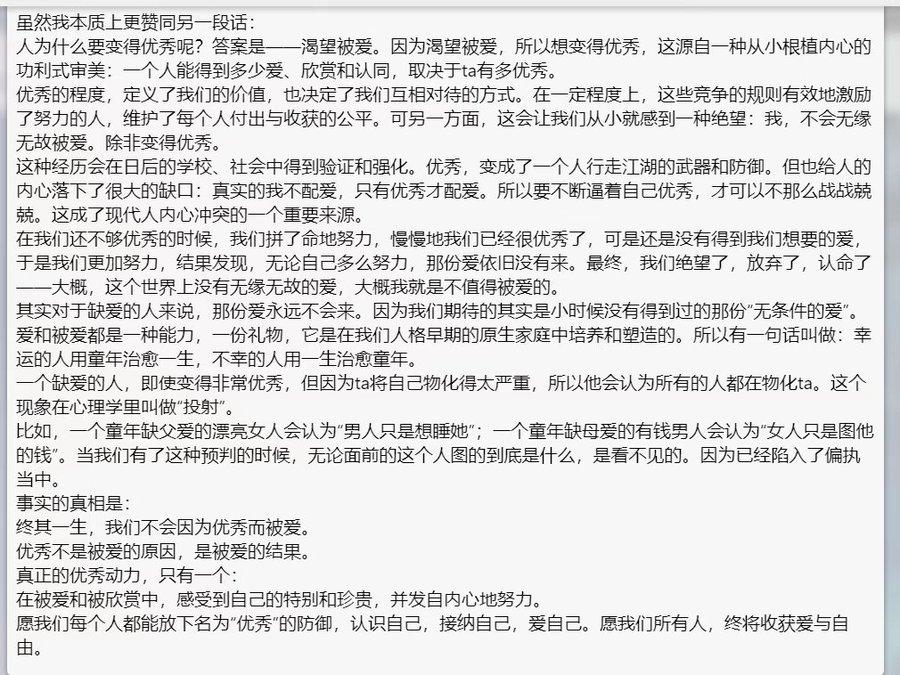 虽然我本质上更赞同另一段话：
人为什么要变得优秀呢？答案是——渴望被爱。因为渴望被爱，所以想变得优秀，这源自一种从小根植内心的
功利式审美：一个人能得到多少爱、欣赏和认同，取决于ta有多优秀。
优秀的程度，定义了我们的价值，也决定了我们互相对待的方式。在一定程度上，这些竞争的规则有效地激励
了努力的人，维护了每个人付出与收获的公平。可另一方面，这会让我们从小就感到一种绝望：我，不会无缘
无故被爱。除非变得优秀。
这种经历会在日后的学校、社会中得到验证和强化。优秀，变成了一个人行走江湖的武器和防御。但也给人的
内心落下了很大的缺口：真实的我不配爱，只有优秀才配爱。所以要不断逼着自己优秀，才可以不那么战战兢
兢。这成了现代人内心冲突的一个重要来源。
在我们还不够优秀的时候，我们拼了命地努力，慢慢地我们已经很优秀了，可是还是没有得到我们想要的爱，
于是我们更加努力，结果发现，无论自己多么努力，那份爱依旧没有来。最终，我们绝望了，放弃了，认命了
——大概，这个世界上没有无缘无故的爱，大概我就是不值得被爱的。
其实对于缺爱的人来说，那份爱永远不会来。因为我们期待的其实是小时候没有得到过的那份“无条件的爱”。
爱和被爱都是一种能力，一份礼物，它是在我们人格早期的原生家庭中培养和塑造的。所以有一句话叫做：幸
运的人用童年治愈一生，不幸的人用一生治愈童年。
一个缺爱的人，即使变得非常优秀，但因为ta将自己物化得太严重，所以他会认为所有的人都在物化ta。这个
现象在心理学里叫做“投射”。
比如，一个童年缺父爱的漂亮女人会认为“男人只是想睡她”；一个童年缺母爱的有钱男人会认为“女人只是图他
的钱”。当我们有了这种预判的时候，无论面前的这个人图的到底是什么，是看不见的。因为已经陷入了偏执
当中。
事实的真相是：
终其一生，我们不会因为优秀而被爱。
优秀不是被爱的原因，是被爱的结果。
真正的优秀动力，只有一个：
在被爱和被欣赏中，感受到自己的特别和珍贵，并发自内心地努力。
愿我们每个人都能放下名为“优秀”的防御，认识自己，接纳自己，爱自己。愿我们所有人，终将收获爱与自
由。